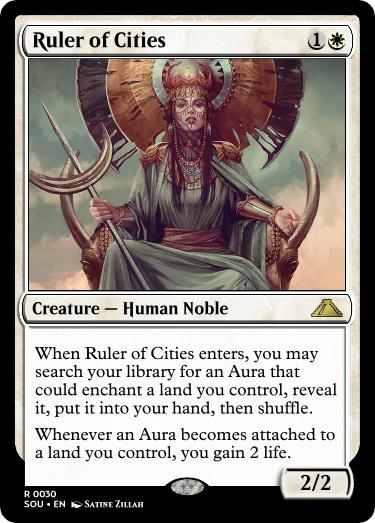 Ruler of Cities 1
Creature — Human Noble
When Ruler of Cities enters, you may
search your library for an Aura that
could enchant a land you control, reveal
it, put it into your hand, then shuffle.
Whenever an Aura becomes attached to
a land you control, you gain 2 life.
2/2
R 0030
SOU • EN Satine Zillah